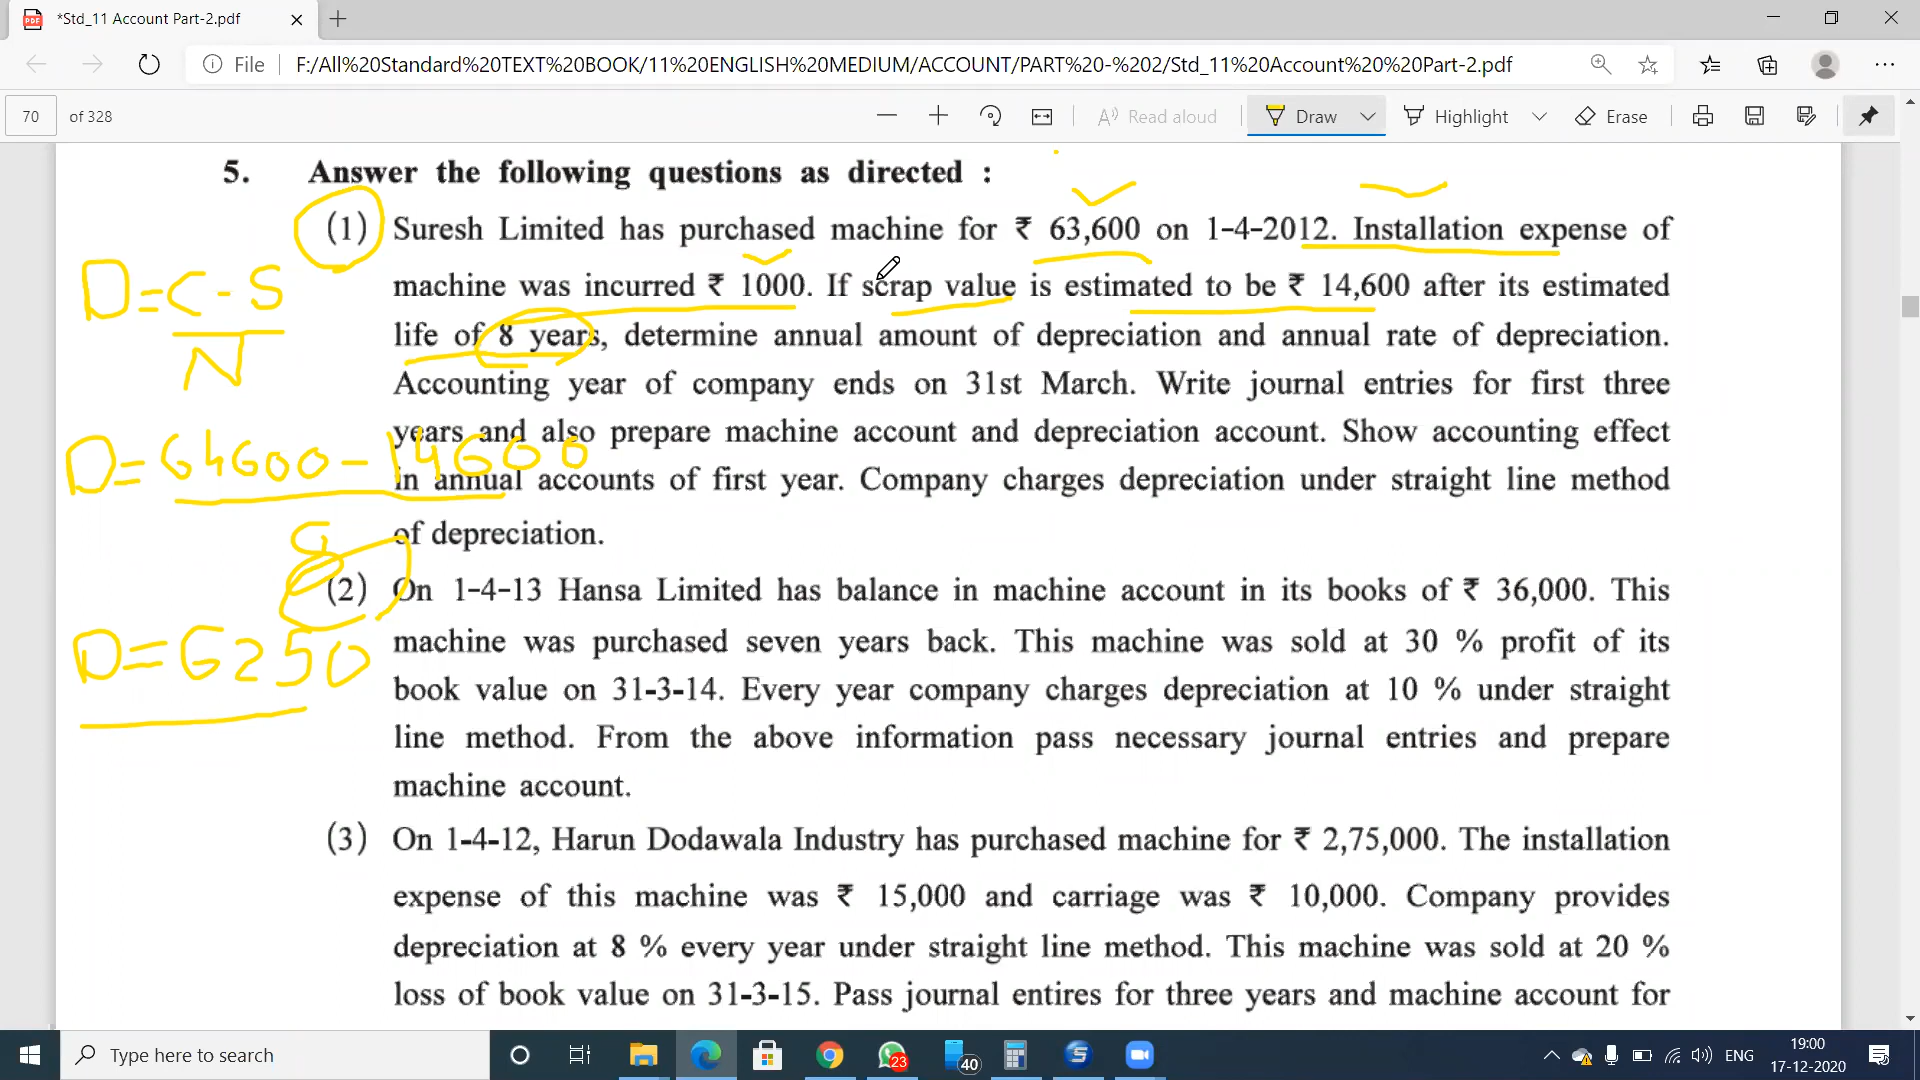 *Std_11 Account Part-2.pdf
File
F:/All%20Standard%20TEXT%20BOOK/11%20ENGLISH%20MEDIUM/ACCOUNT/PART%20-%202/Std_11%20Account%20%20Part-2.pdf
70 of 328
Read aloud
Draw
Highlight
Erase
5. Answer the following questions as directed :
(1) Suresh Limited has purchased machine for ₹ 63,600 on 1-4-2012. Installation expense of
machine was incurred ₹ 1000. If scrap value is estimated to be ₹ 14,600 after its estimated
life of 8 years, determine annual amount of depreciation and annual rate of depreciation.
Accounting year of company ends on 31st March. Write journal entries for first three
years and also prepare machine account and depreciation account. Show accounting effect
in annual accounts of first year. Company charges depreciation under straight line method
of depreciation.
D=C-S
N
D=64600-14600
(2) On 1-4-13 Hansa Limited has balance in machine account in its books of ₹ 36,000. This
machine was purchased seven years back. This machine was sold at 30 % profit of its
book value on 31-3-14. Every year company charges depreciation at 10 % under straight
line method. From the above information pass necessary journal entries and prepare
machine account.
D=6250
(3) On 1-4-12, Harun Dodawala Industry has purchased machine for ₹ 2,75,000. The installation
expense of this machine was ₹ 15,000 and carriage was ₹ 10,000. Company provides
depreciation at 8 % every year under straight line method. This machine was sold at 20 %
loss of book value on 31-3-15. Pass journal entires for three years and machine account for
Type here to search
23
40
ENG
19:00
17-12-2020